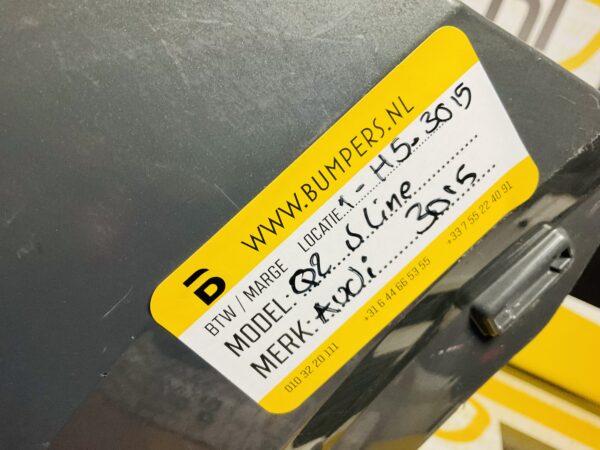 WWW.BUMPERS.NL
BTW / MARGE LOCATIE: 1-H5-3015
MODEL: Q2 S Line
MERK: Audi 3015
010 32 20 111 +31 6 44 66 53 55 +33 7 55 22 40 91